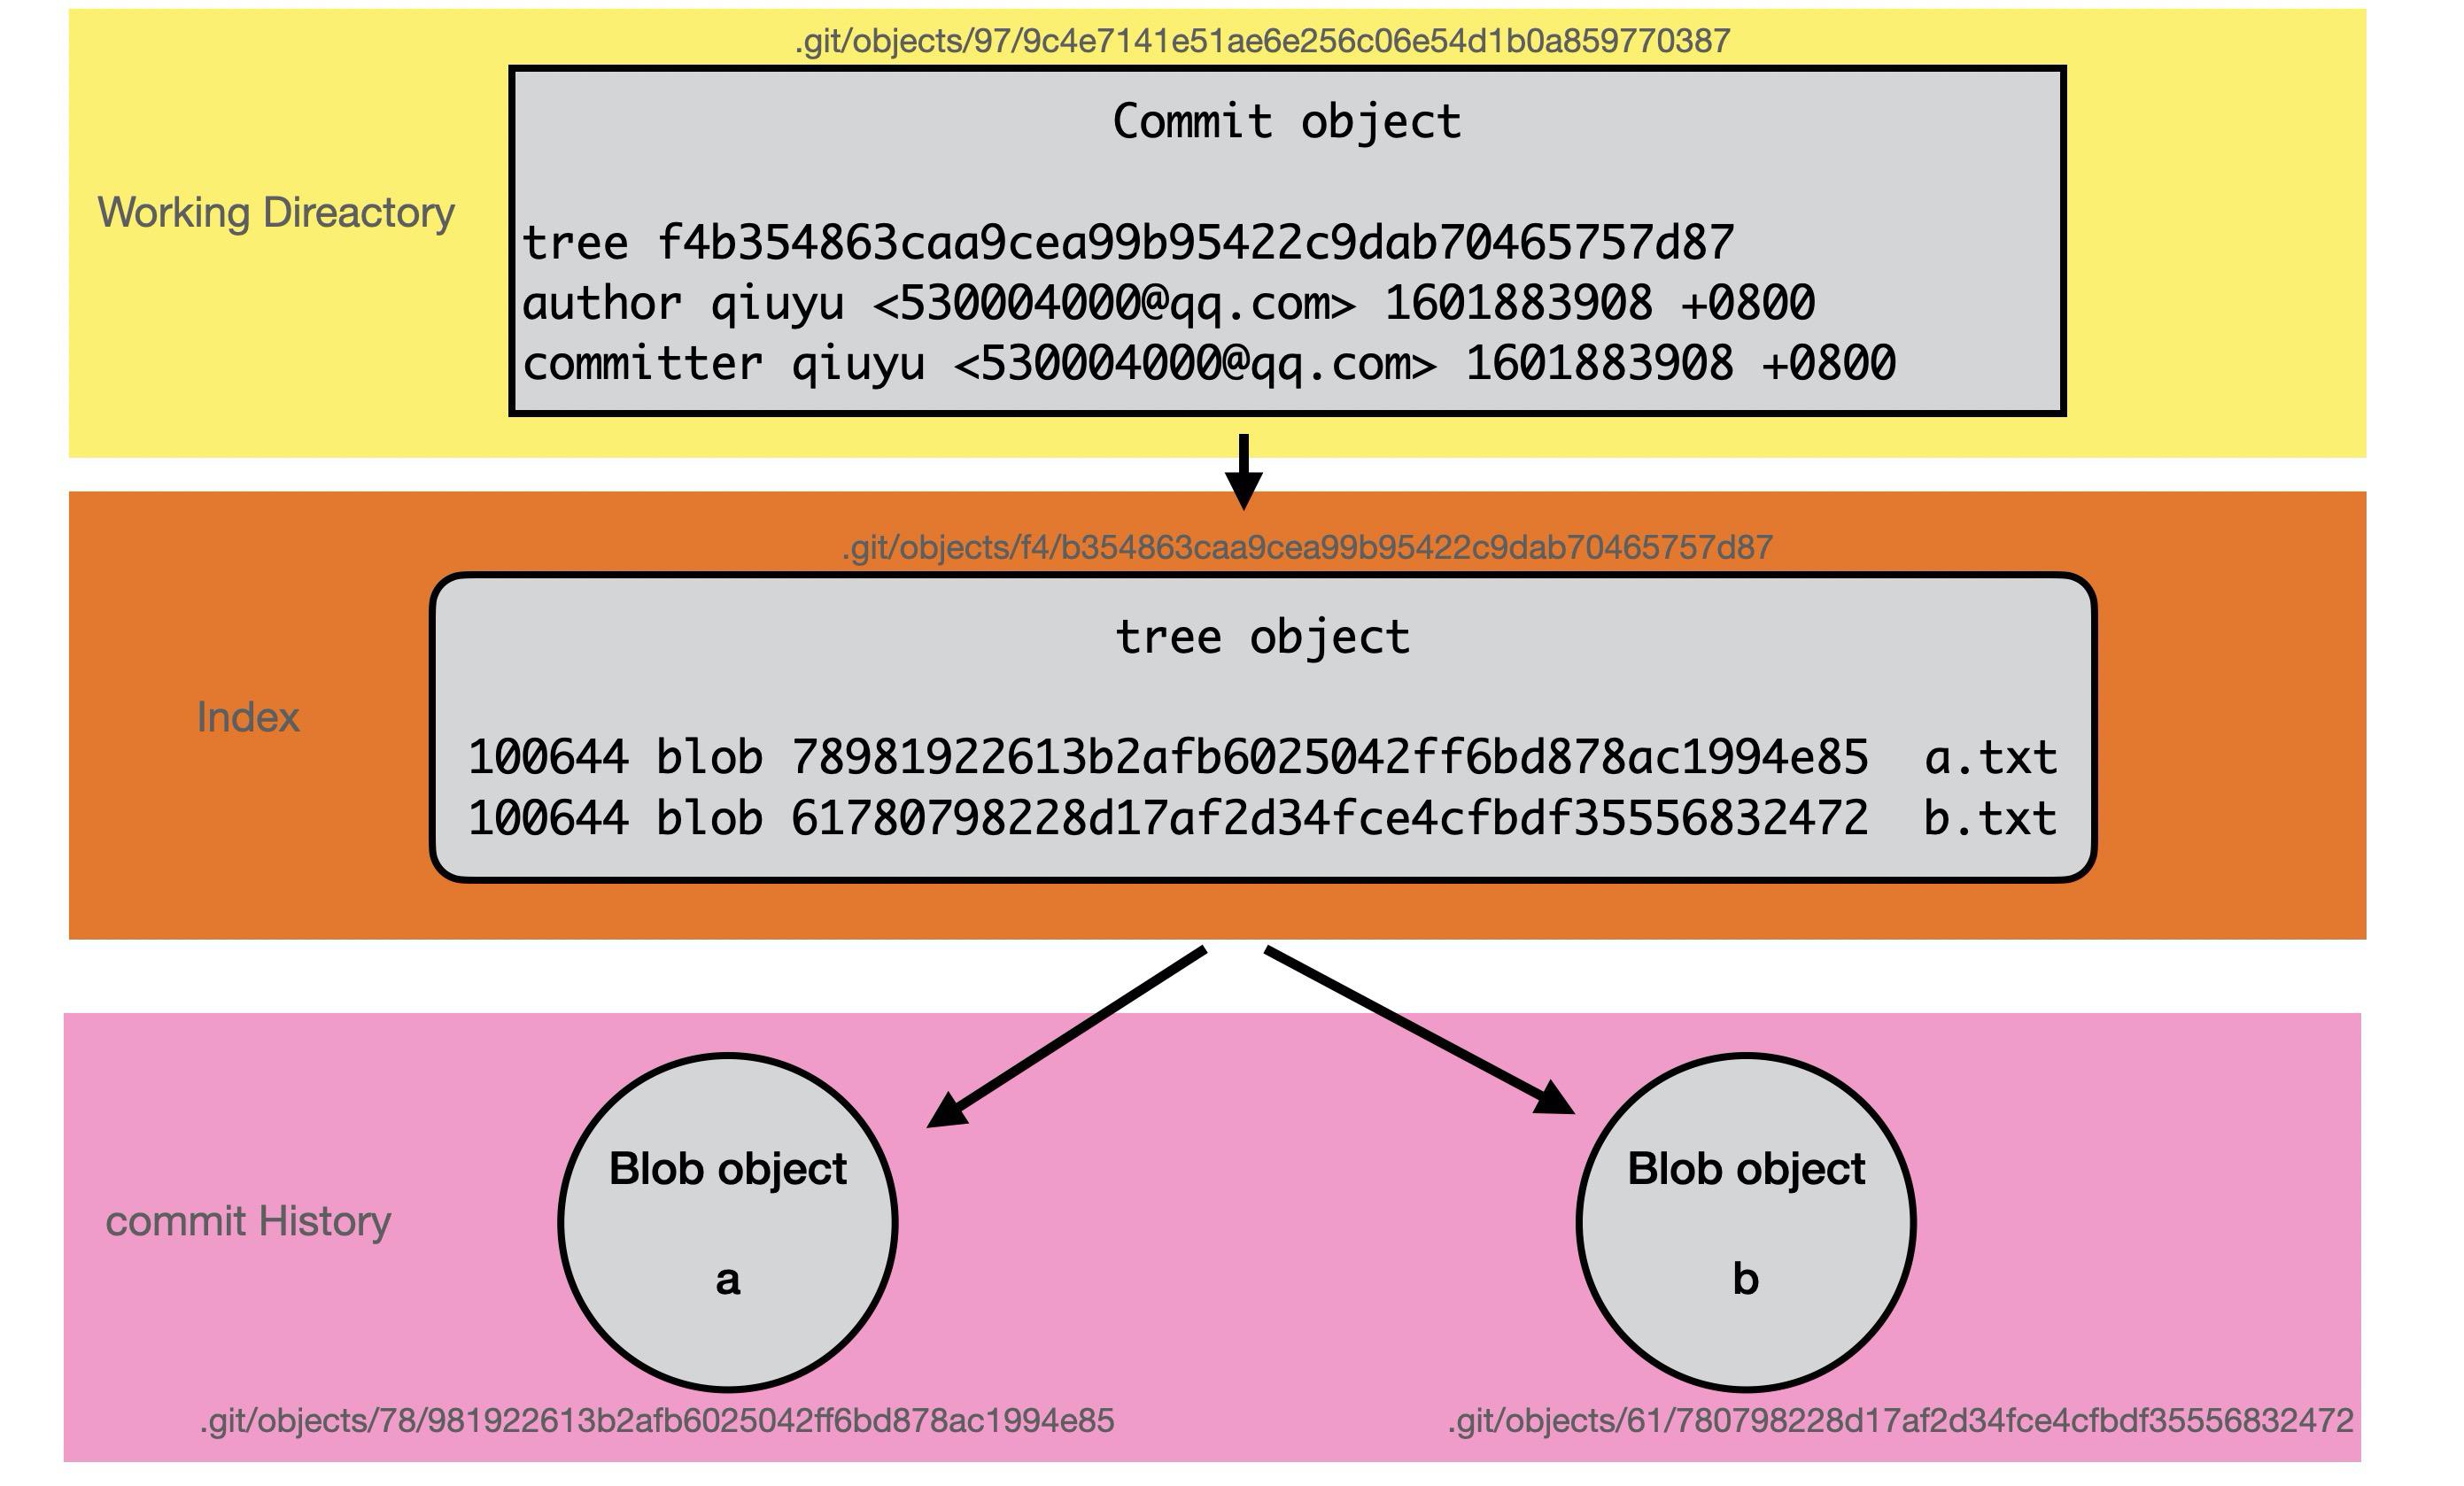 .git/objects/97/9c4e7141e51ae6e256c06e54d1b0a859770387
Commit object
Working Direactory
tree f4b354863caa9cea99b95422c9dab70465757d87
author qiuyu <530004000@qq.com> 1601883908 +0800
committer qiuyu <530004000@qq.com> 1601883908 +0800
.git/objects/f4/b354863caa9cea99b95422c9dab70465757d87
tree object
Index
100644 blob 78981922613b2afb6025042ff6bd878ac1994e85 a.txt
100644 blob 61780798228d17af2d34fce4cfbdf35556832472 b.txt
commit History
Blob object
a
Blob object
b
.git/objects/78/981922613b2afb6025042ff6bd878ac1994e85
.git/objects/61/780798228d17af2d34fce4cfbdf35556832472